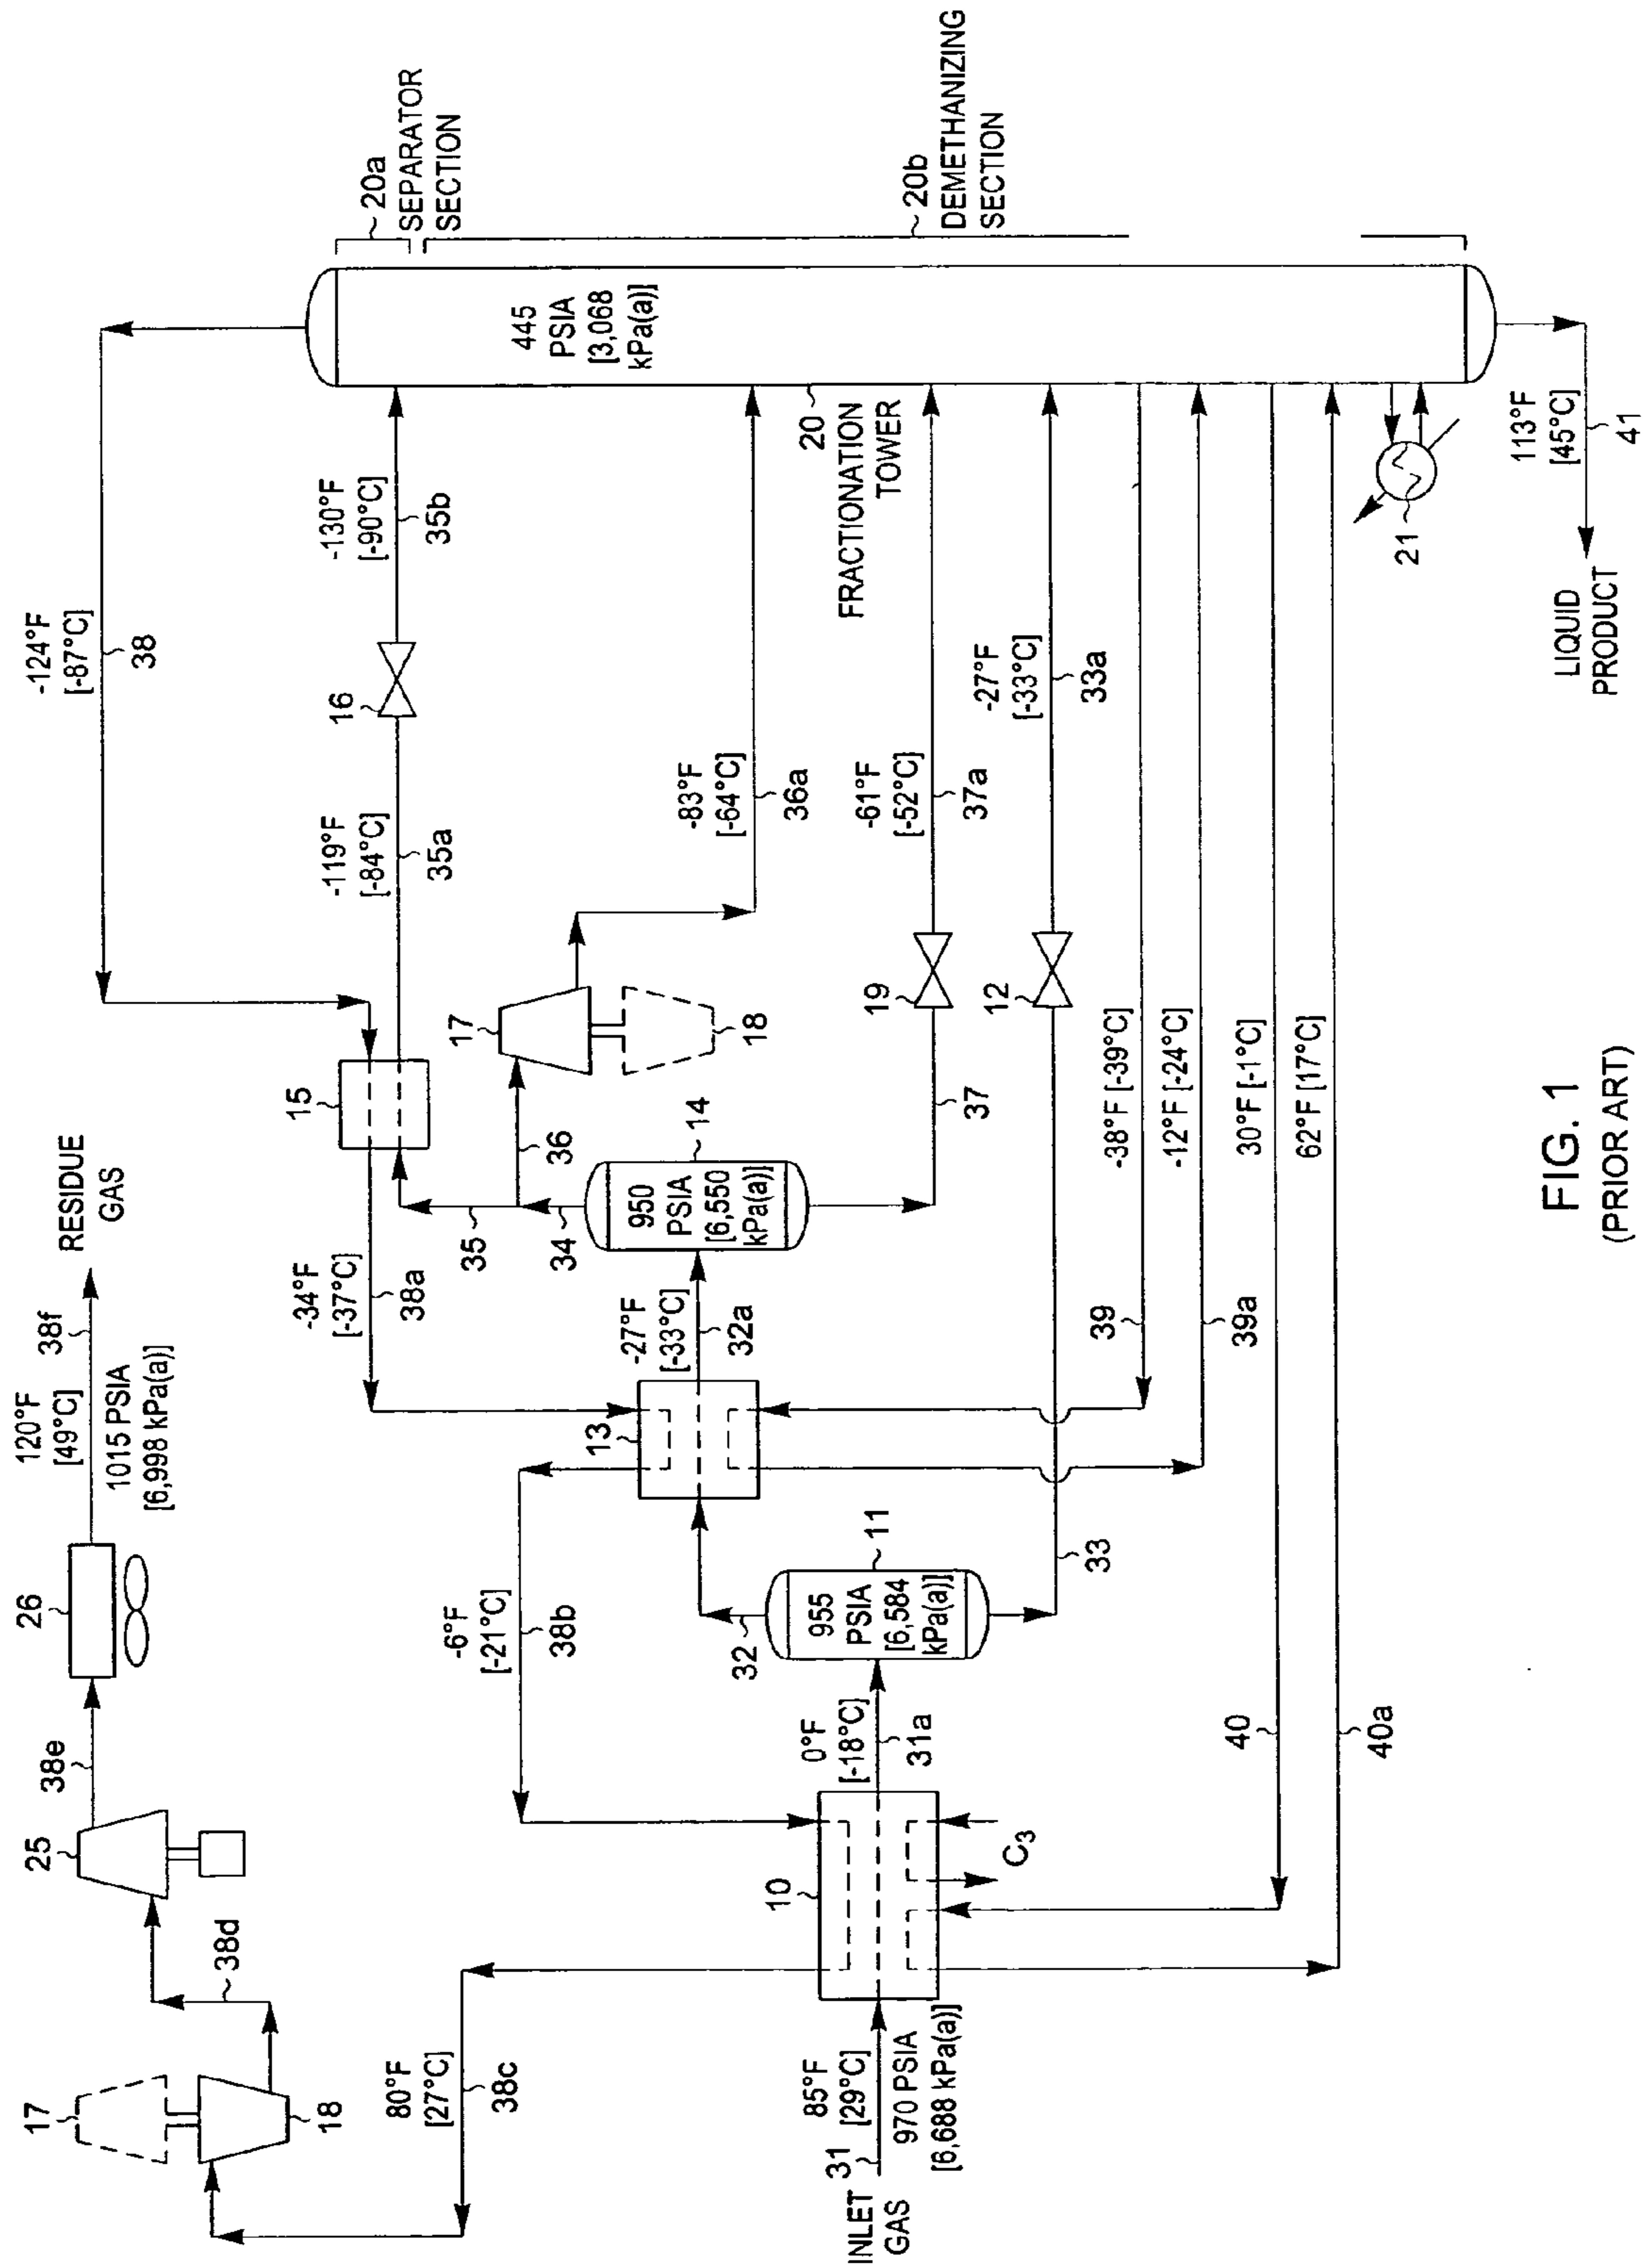 17
18
38d
25
38e
26
120°F
[49°C]
38f
1015 PSIA
[6,998 kPa(a)]
RESIDUE
GAS
-124°F
[-87°C]
38
20a
SEPARATOR
SECTION
80°F
[27°C]
38c
-6°F
[-21°C]
38b
-34°F
[-37°C]
38a
15
-119°F
[-84°C]
35a
16
-130°F
[-90°C]
35b
445
PSIA
[3,068
kPa(a)]
35
34
36
17
18
-83°F
[-64°C]
36a
20
FRACTIONATION
TOWER
20b
DEMETHANIZING
SECTION
13
-27°F
[-33°C]
32a
14
950
PSIA
[6,550
kPa(a)]
37
19
-61°F
[-52°C]
37a
INLET
GAS
31
85°F
[29°C]
970 PSIA
[6,688 kPa(a)]
10
C3
0°F
[-18°C]
31a
32
11
955
PSIA
[6,584
kPa(a)]
33
12
-27°F
[-33°C]
33a
39
-38°F [-39°C]
39a
-12°F [-24°C]
40
30°F [-1°C]
40a
62°F [17°C]
21
113°F
[45°C]
41
LIQUID
PRODUCT
FIG. 1
(PRIOR ART)